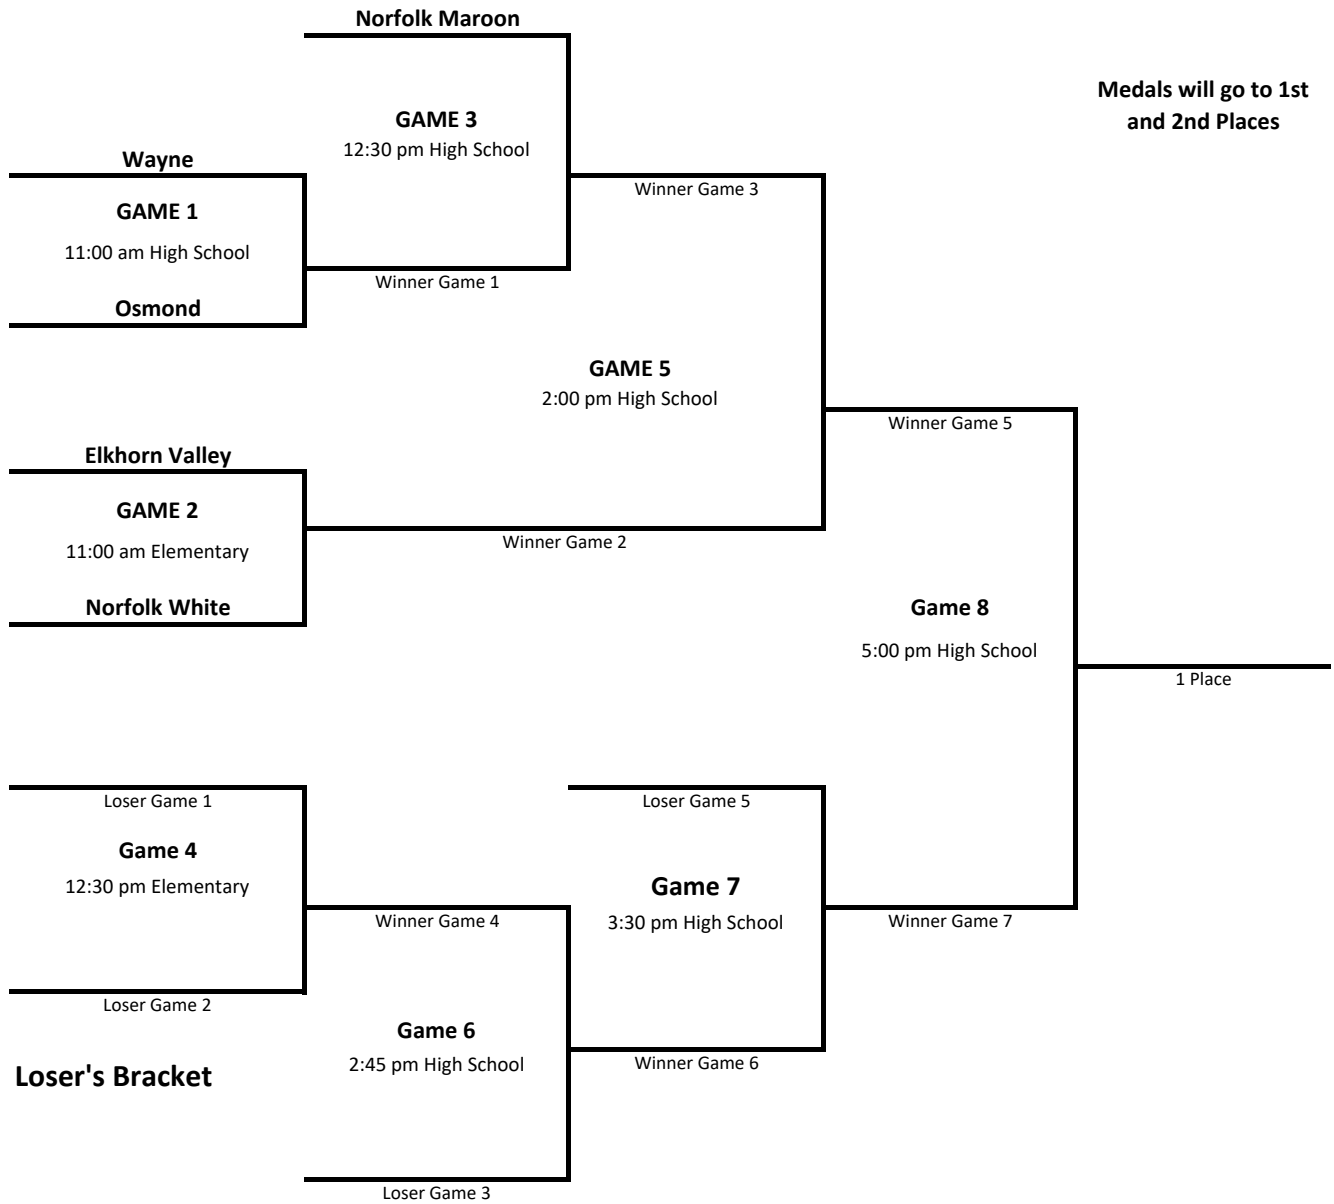 Norfolk Maroon
Medals will go to 1st
and 2nd Places
GAME 3
12:30 pm High School
Wayne
Winner Game 3
GAME 1
11:00 am High School
Winner Game 1
Osmond
GAME 5
2:00 pm High School
Winner Game 5
Elkhorn Valley
GAME 2
11:00 am Elementary
Winner Game 2
Norfolk White
Game 8
5:00 pm High School
1 Place
Loser Game 1
Loser Game 5
Game 4
12:30 pm Elementary
Game 7
3:30 pm High School
Winner Game 4
Winner Game 7
Loser Game 2
Game 6
2:45 pm High School
Winner Game 6
Loser's Bracket
Loser Game 3